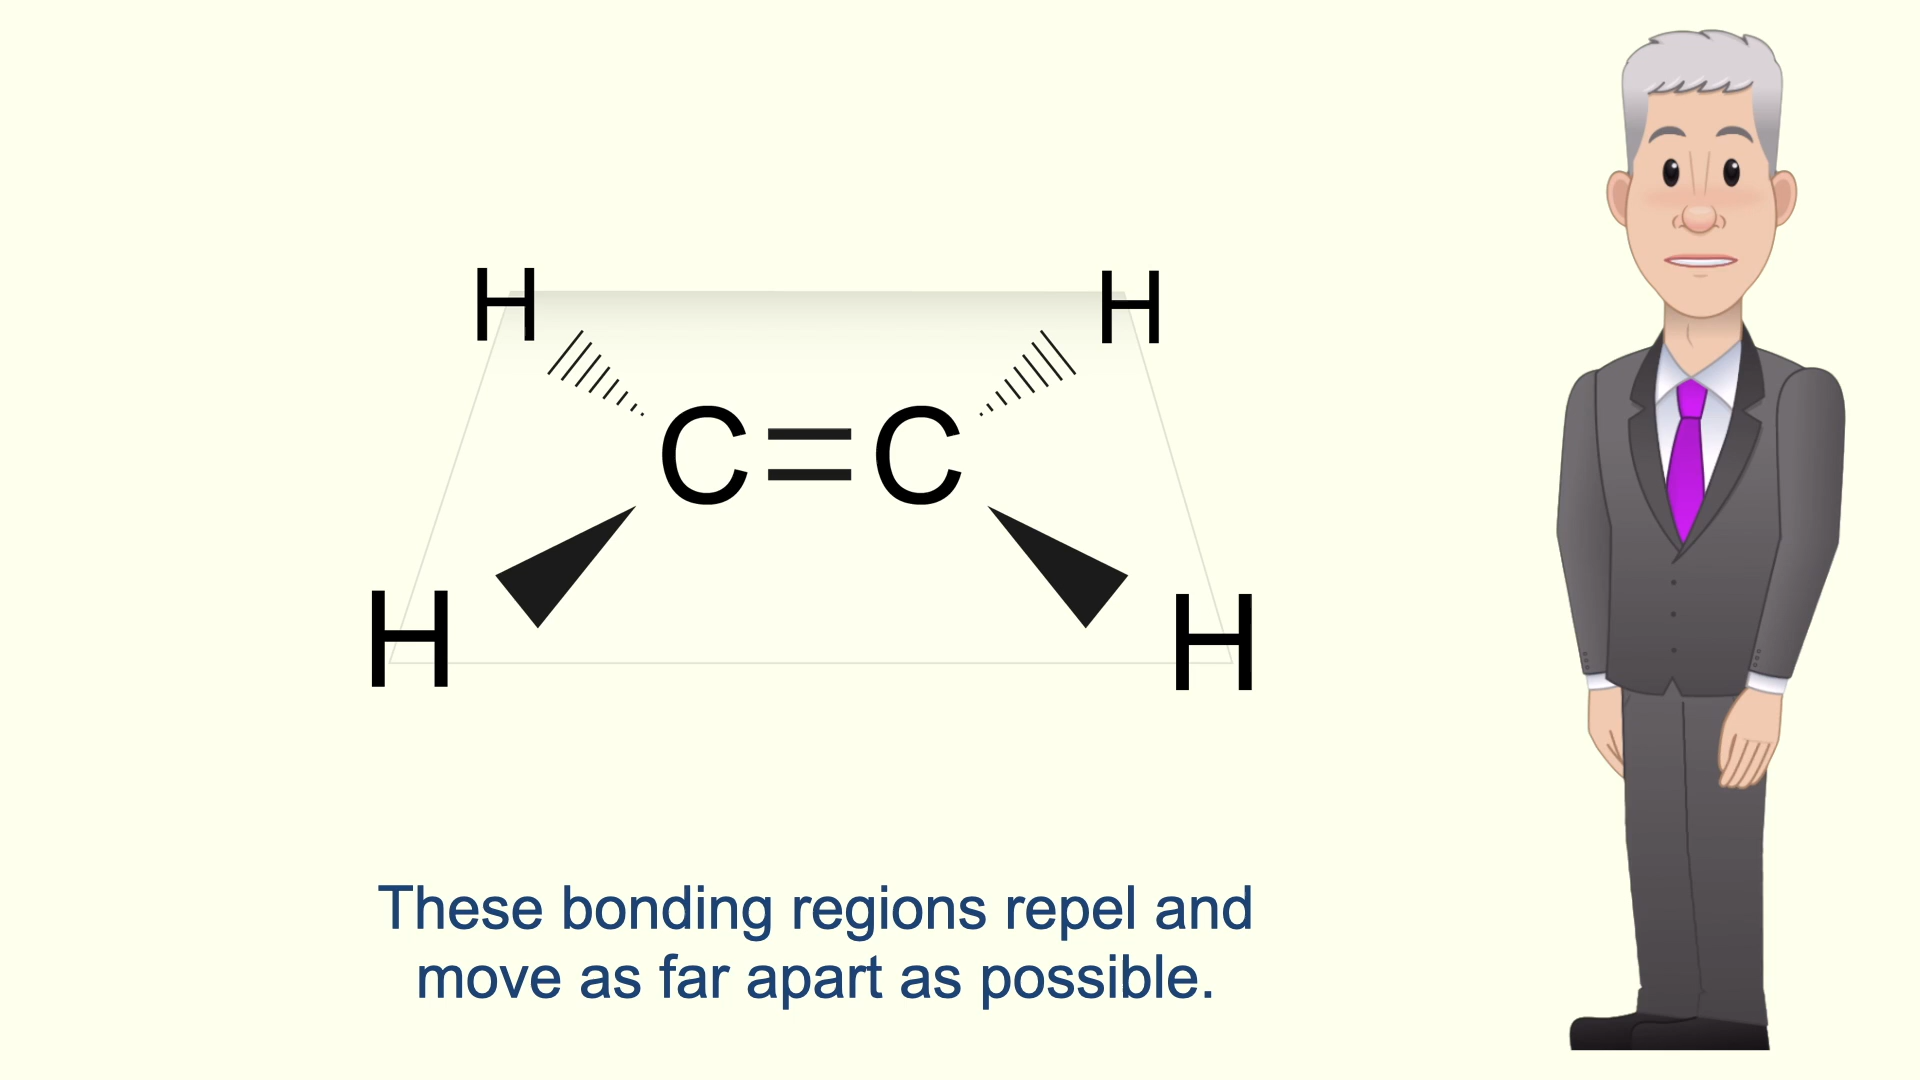 H H
C=C
H H
These bonding regions repel and
move as far apart as possible.